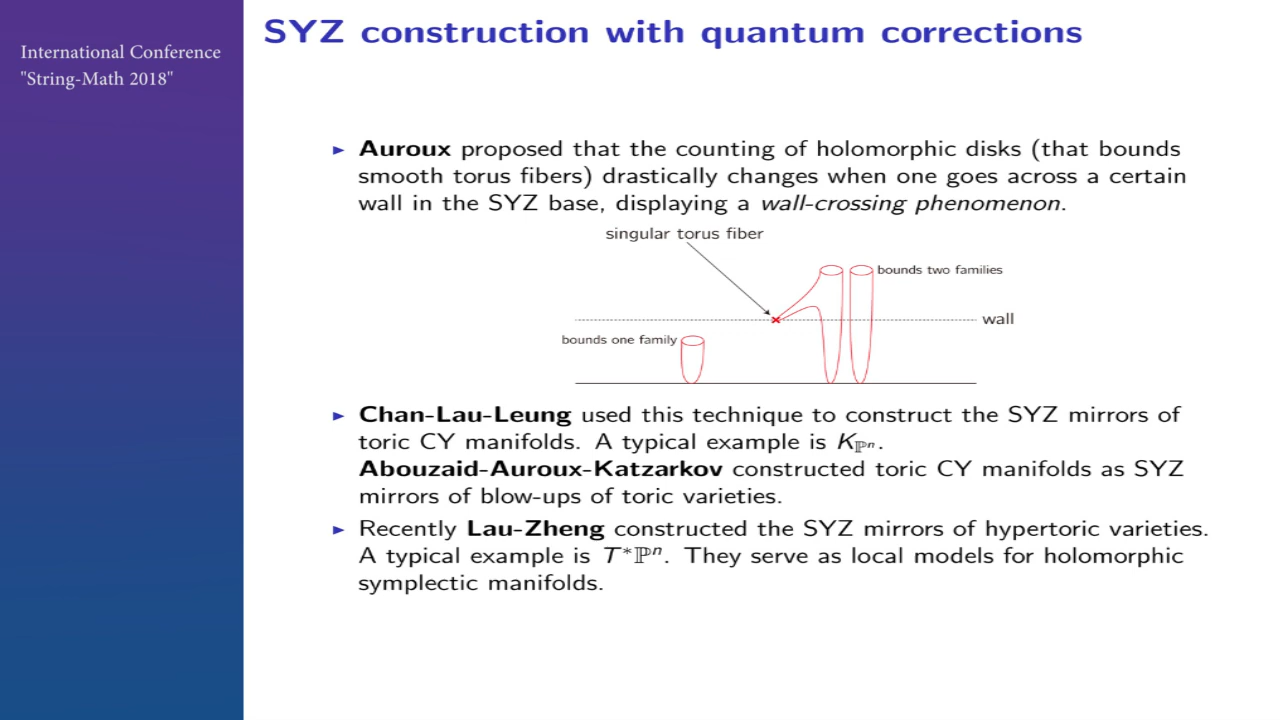 International Conference
"String-Math 2018"
SYZ construction with quantum corrections
► Auroux proposed that the counting of holomorphic disks (that bounds
smooth torus fibers) drastically changes when one goes across a certain
wall in the SYZ base, displaying a wall-crossing phenomenon.
singular torus fiber
bounds two families
wall
bounds one family
► Chan-Lau-Leung used this technique to construct the SYZ mirrors of
toric CY manifolds. A typical example is K_ℙⁿ.
Abouzaid-Auroux-Katzarkov constructed toric CY manifolds as SYZ
mirrors of blow-ups of toric varieties.
► Recently Lau-Zheng constructed the SYZ mirrors of hypertoric varieties.
A typical example is T*ℙⁿ. They serve as local models for holomorphic
symplectic manifolds.